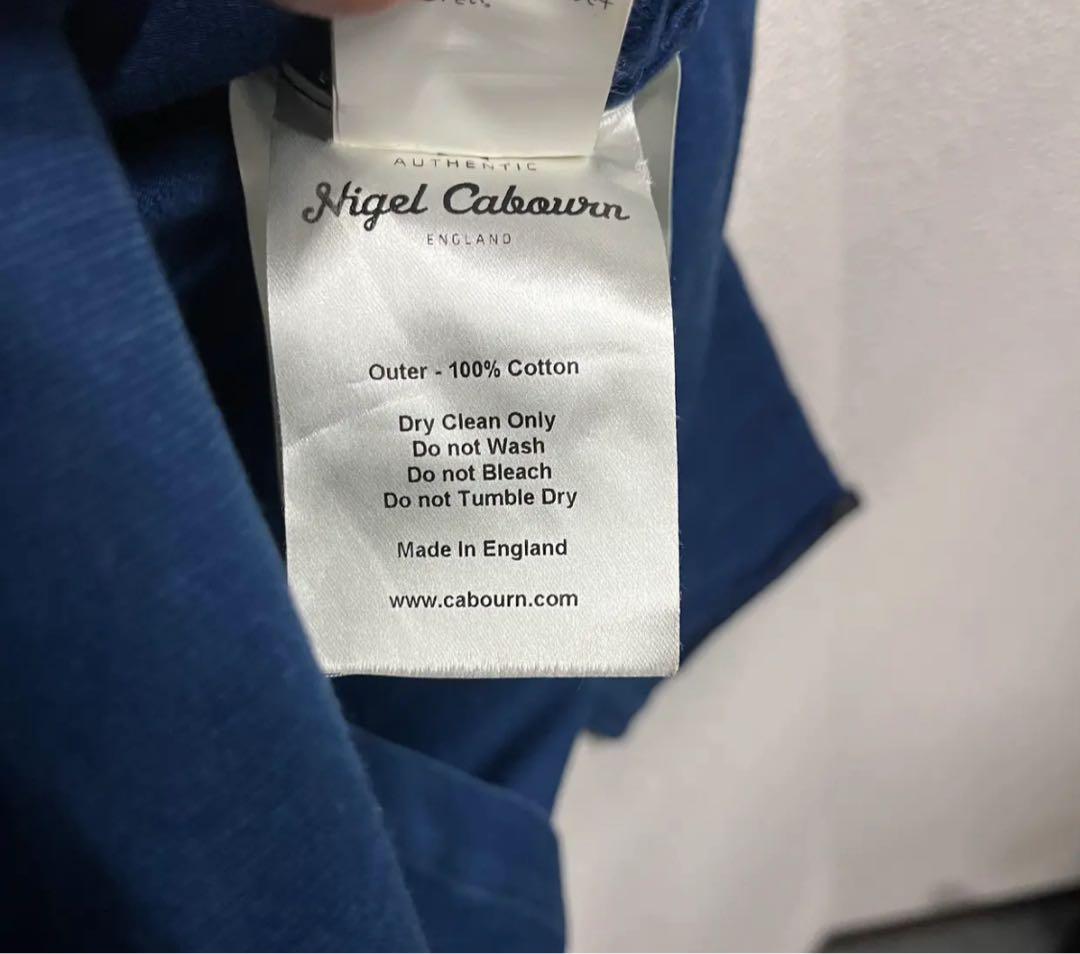 AUTHENTIC
Nigel Cabourn
ENGLAND
Outer - 100% Cotton
Dry Clean Only
Do not Wash
Do not Bleach
Do not Tumble Dry
Made In England
www.cabourn.com